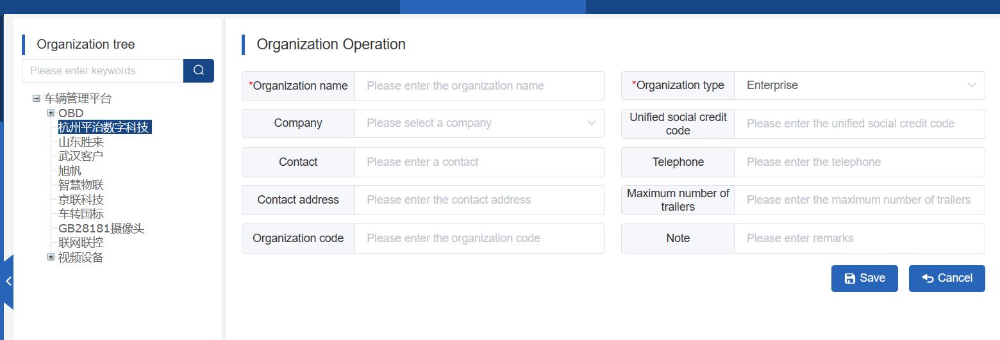 Organization tree
Please enter keywords
车辆管理平台
OBD
杭州平治数字科技
山东胜来
武汉客户
旭帆
智慧物联
京联科技
车转国标
GB28181摄像头
联网联控
视频设备
Organization Operation
*Organization name
Please enter the organization name
*Organization type
Enterprise
Company
Please select a company
Unified social credit
code
Please enter the unified social credit code
Contact
Please enter a contact
Telephone
Please enter the telephone
Contact address
Please enter the contact address
Maximum number of
trailers
Please enter the maximum number of trailers
Organization code
Please enter the organization code
Note
Please enter remarks
Save
Cancel